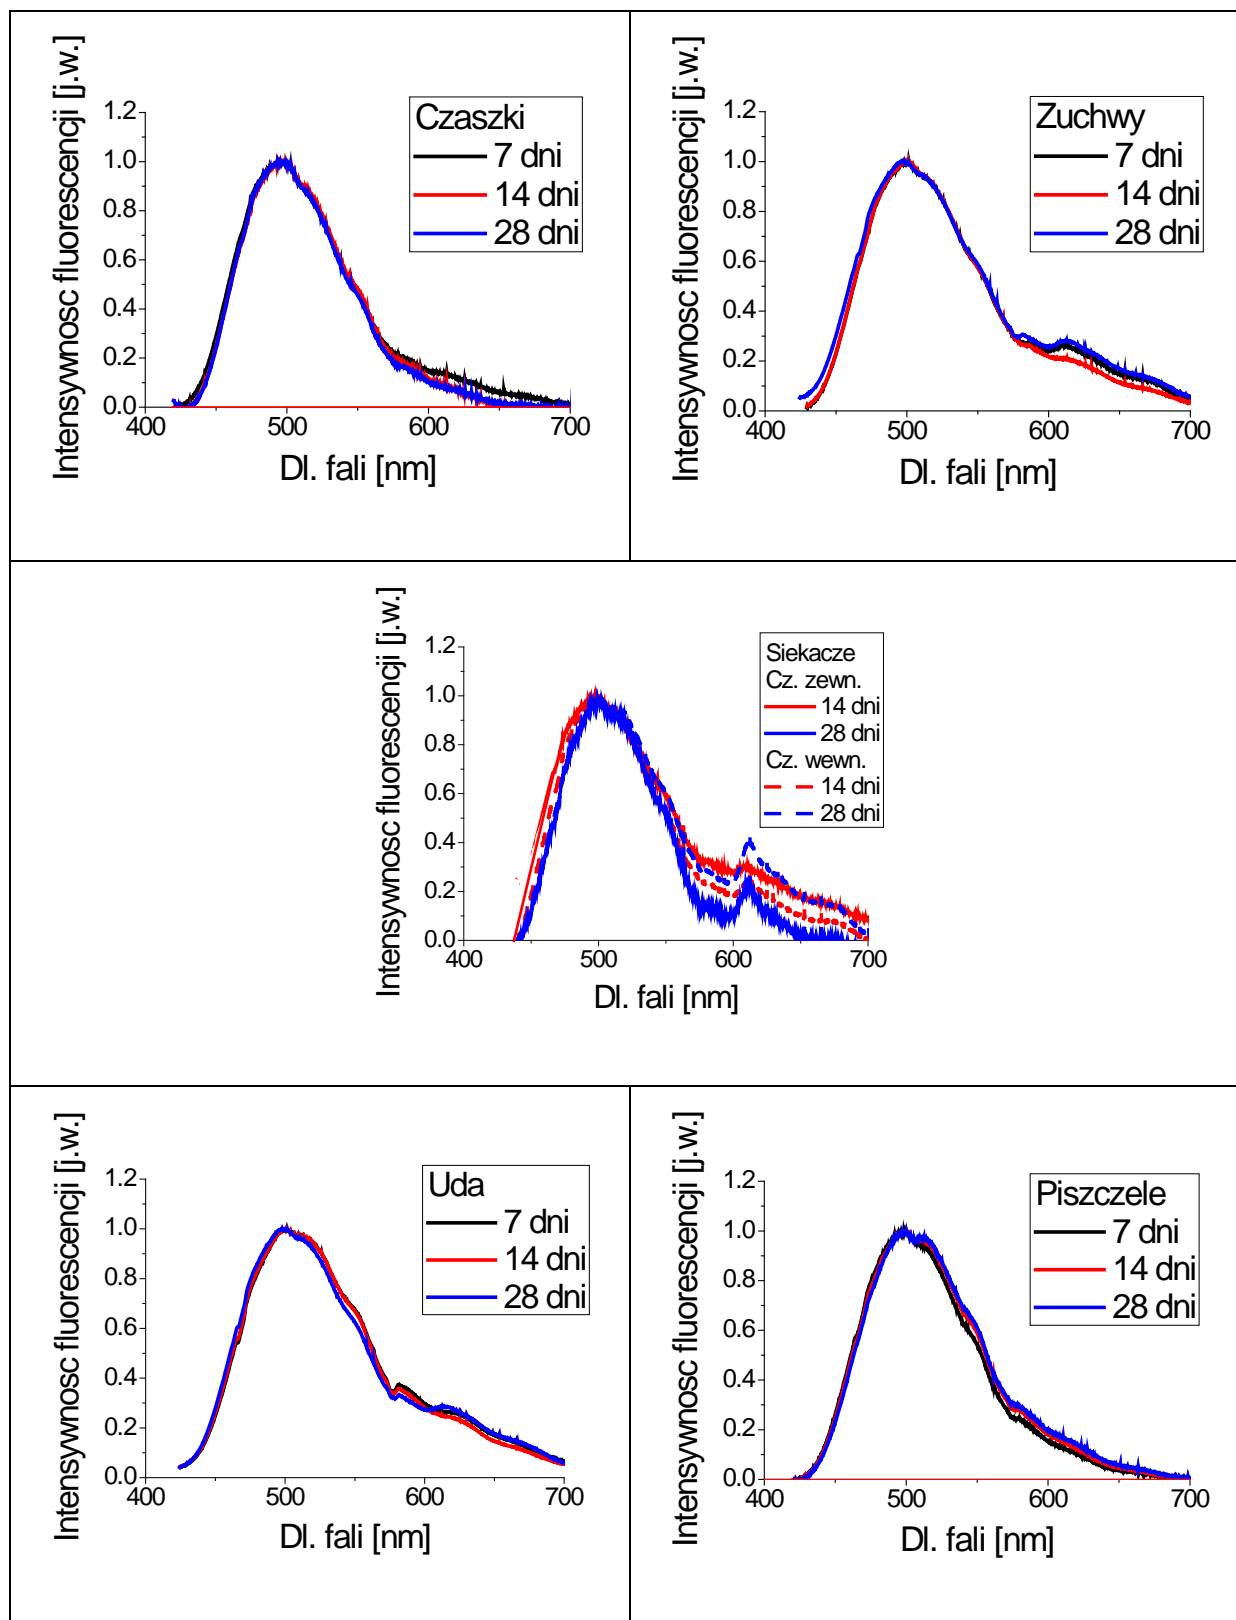 Intensywnosc fluorescencji [j.w.]
1.2
1.0
0.8
0.6
0.4
0.2
0.0
400 500 600 700
Dl. fali [nm]
Czaszki
7 dni
14 dni
28 dni
Intensywnosc fluorescencji [j.w.]
1.2
1.0
0.8
0.6
0.4
0.2
0.0
400 500 600 700
Dl. fali [nm]
Zuchwy
7 dni
14 dni
28 dni
Intensywnosc fluorescencji [j.w.]
1.2
1.0
0.8
0.6
0.4
0.2
0.0
400 500 600 700
Dl. fali [nm]
Siekacze
Cz. zewn.
14 dni
28 dni
Cz. wewn.
14 dni
28 dni
Intensywnosc fluorescencji [j.w.]
1.2
1.0
0.8
0.6
0.4
0.2
0.0
400 500 600 700
Dl. fali [nm]
Uda
7 dni
14 dni
28 dni
Intensywnosc fluorescencji [j.w.]
1.2
1.0
0.8
0.6
0.4
0.2
0.0
400 500 600 700
Dl. fali [nm]
Piszczele
7 dni
14 dni
28 dni